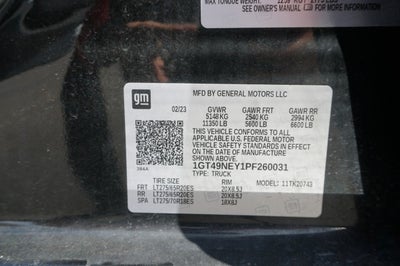 MAX TONGUE WEIGHT:
SEE OWNER'S MANUAL FOR MORE INFORMATION
gm
MFD BY GENERAL MOTORS LLC
02/23 GVWR GAWR FRT GAWR RR
5148 KG 2540 KG 2994 KG
11350 LB 5600 LB 6600 LB
THIS VEHICLE CONFORMS TO ALL
APPLICABLE U.S. FEDERAL MOTOR
VEHICLE SAFETY STANDARDS IN
EFFECT ON THE DATE OF
MANUFACTURE SHOWN ABOVE.
1GT49NEY1PF260031
384A TYPE: TRUCK
TIRE SIZE RIM MODEL: 11TK20743
FRT LT275/65R20ES 20X8.5J
RR LT275/65R20ES 20X8.5J
SPA LT275/70R18ES 18X8J